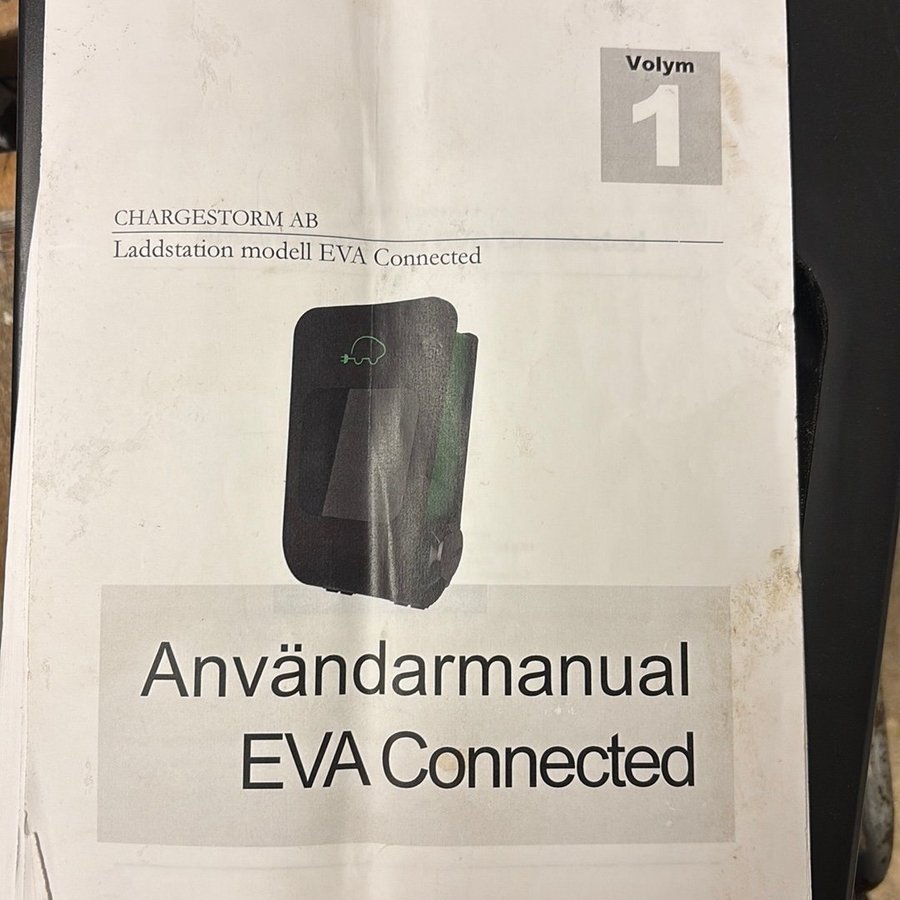 Volym
1
CHARGESTORM AB
Laddstation modell EVA Connected
Användarmanual
EVA Connected